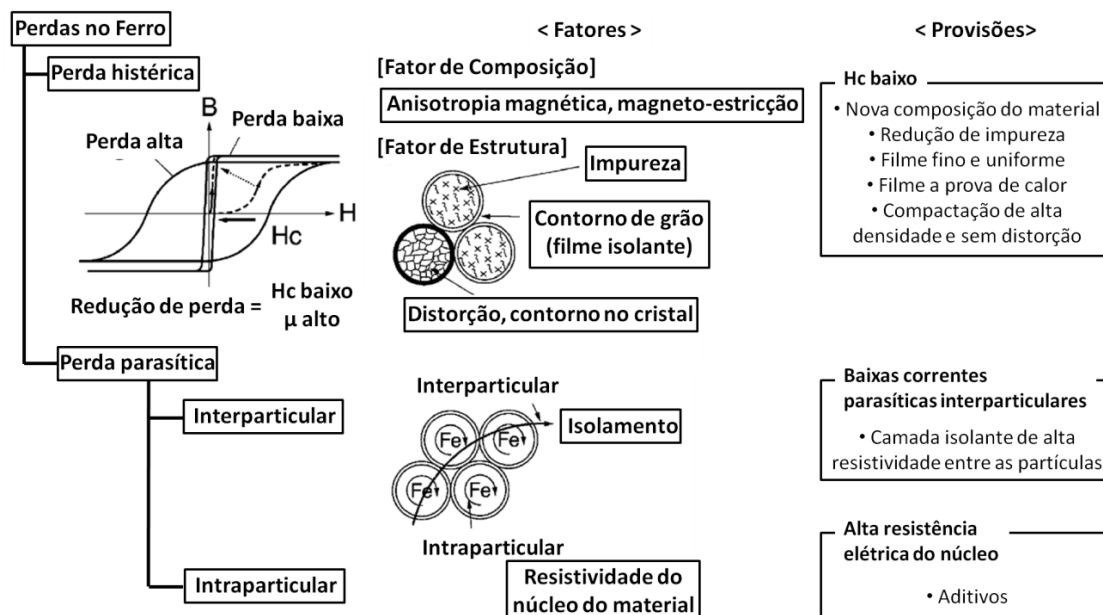 Perdas no Ferro
< Fatores >
< Provisões>
Perda histérica
[Fator de Composição]
Anisotropia magnética, magneto-estricção
[Fator de Estrutura]
B
Perda baixa
Perda alta
H
Hc
Redução de perda = Hc baixo
µ alto
Impureza
Contorno de grão
(filme isolante)
Distorção, contorno no cristal
Hc baixo
• Nova composição do material
• Redução de impureza
• Filme fino e uniforme
• Filme a prova de calor
• Compactação de alta
densidade e sem distorção
Perda parasítica
Interparticular
Interparticular
Isolamento
Fe
Fe
Fe
Fe
Baixas correntes
parasíticas interparticulares
• Camada isolante de alta
resistividade entre as partículas
Intraparticular
Intraparticular
Resistividade do
núcleo do material
Alta resistência
elétrica do núcleo
• Aditivos